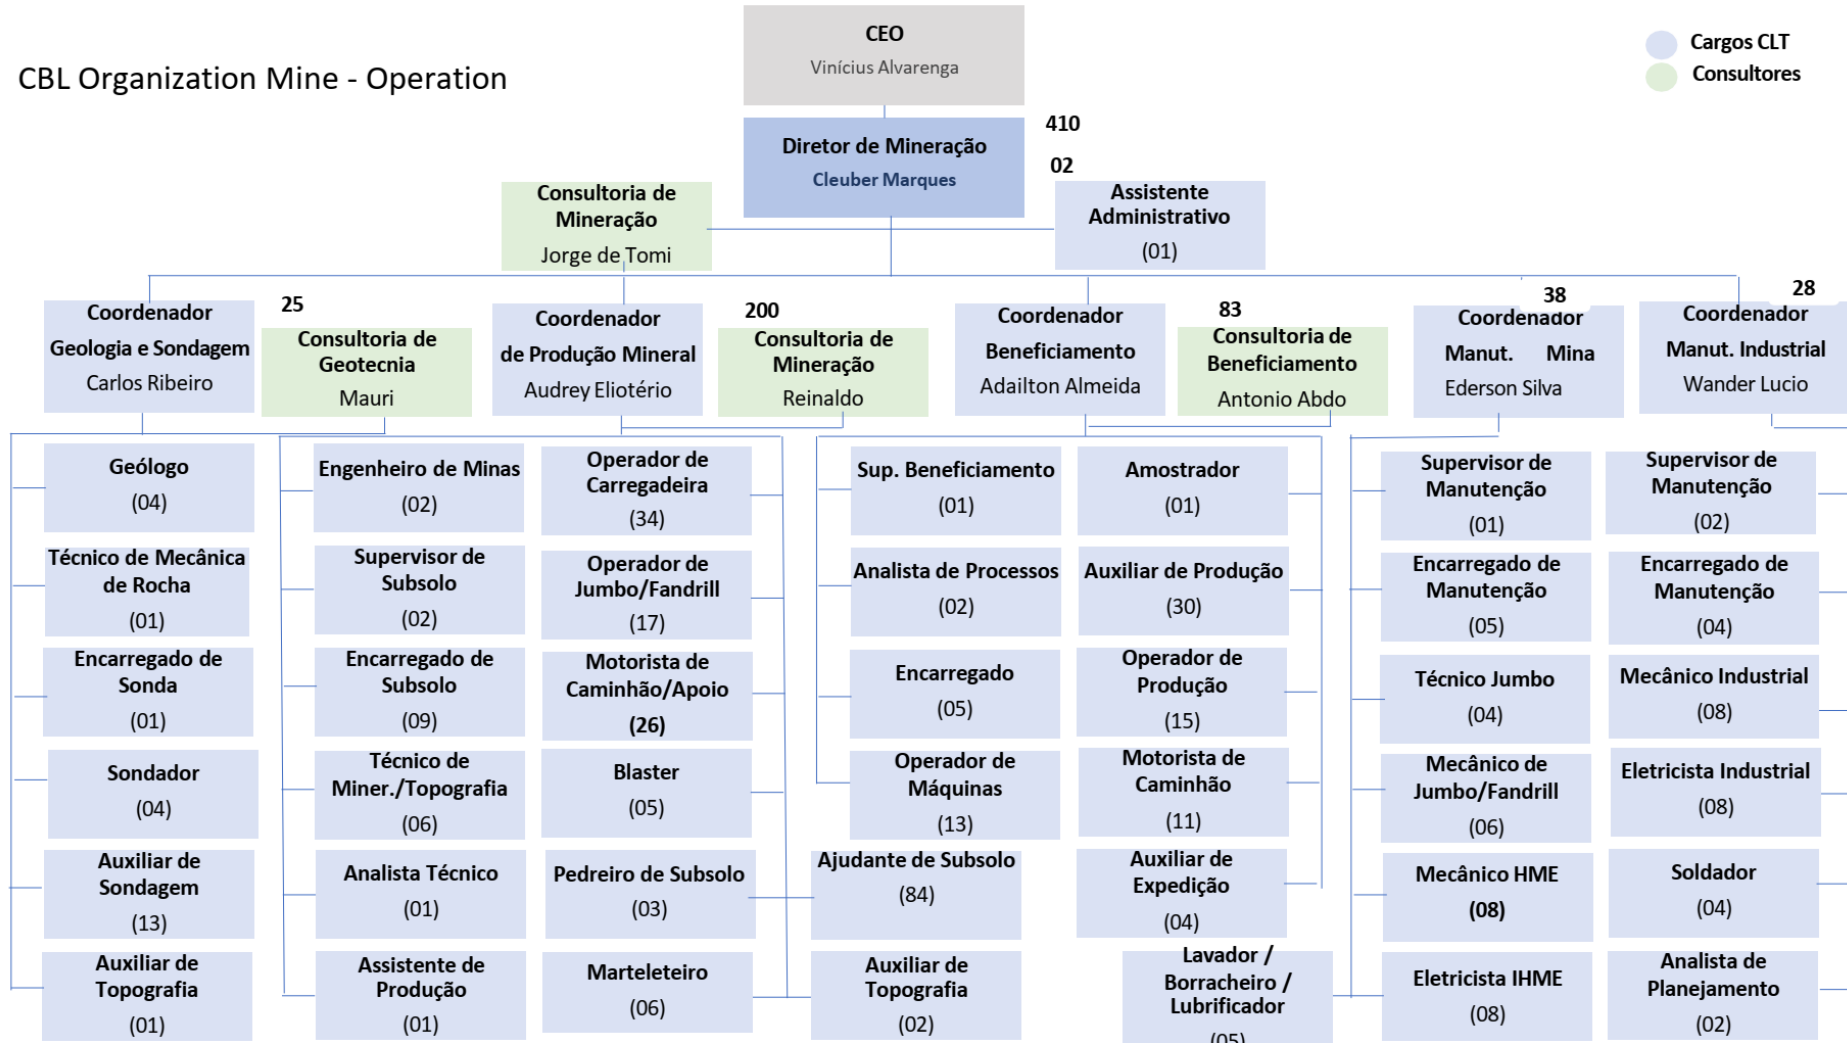 CBL Organization Mine - Operation
CEO
Vinícius Alvarenga
Cargos CLT
Consultores
410
Diretor de Mineração
Cleuber Marques
02
Consultoria de
Mineração
Jorge de Tomi
Assistente
Administrativo
(01)
Coordenador
Geologia e Sondagem
Carlos Ribeiro
25
Consultoria de
Geotecnia
Mauri
Coordenador
de Produção Mineral
Audrey Eliotério
200
Consultoria de
Mineração
Reinaldo
Coordenador
Beneficiamento
Adailton Almeida
83
Consultoria de
Beneficiamento
Antonio Abdo
38
Coordenador
Manut. Mina
Ederson Silva
28
Coordenador
Manut. Industrial
Wander Lucio
Geólogo
(04)
Técnico de Mecânica
de Rocha
(01)
Encarregado de
Sonda
(01)
Sondador
(04)
Auxiliar de
Sondagem
(13)
Auxiliar de
Topografia
(01)
Engenheiro de Minas
(02)
Supervisor de
Subsolo
(02)
Encarregado de
Subsolo
(09)
Técnico de
Miner./Topografia
(06)
Analista Técnico
(01)
Assistente de
Produção
(01)
Operador de
Carregadeira
(34)
Operador de
Jumbo/Fandrill
(17)
Motorista de
Caminhão/Apoio
(26)
Blaster
(05)
Pedreiro de Subsolo
(03)
Marteleteiro
(06)
Ajudante de Subsolo
(84)
Auxiliar de
Topografia
(02)
Sup. Beneficiamento
(01)
Analista de Processos
(02)
Encarregado
(05)
Operador de
Máquinas
(13)
Amostrador
(01)
Auxiliar de Produção
(30)
Operador de
Produção
(15)
Motorista de
Caminhão
(11)
Auxiliar de
Expedição
(04)
Lavador /
Borracheiro /
Lubrificador
(05)
Supervisor de
Manutenção
(01)
Encarregado de
Manutenção
(05)
Técnico Jumbo
(04)
Mecânico de
Jumbo/Fandrill
(06)
Mecânico HME
(08)
Eletricista IHME
(08)
Supervisor de
Manutenção
(02)
Encarregado de
Manutenção
(04)
Mecânico Industrial
(08)
Eletricista Industrial
(08)
Soldador
(04)
Analista de
Planejamento
(02)